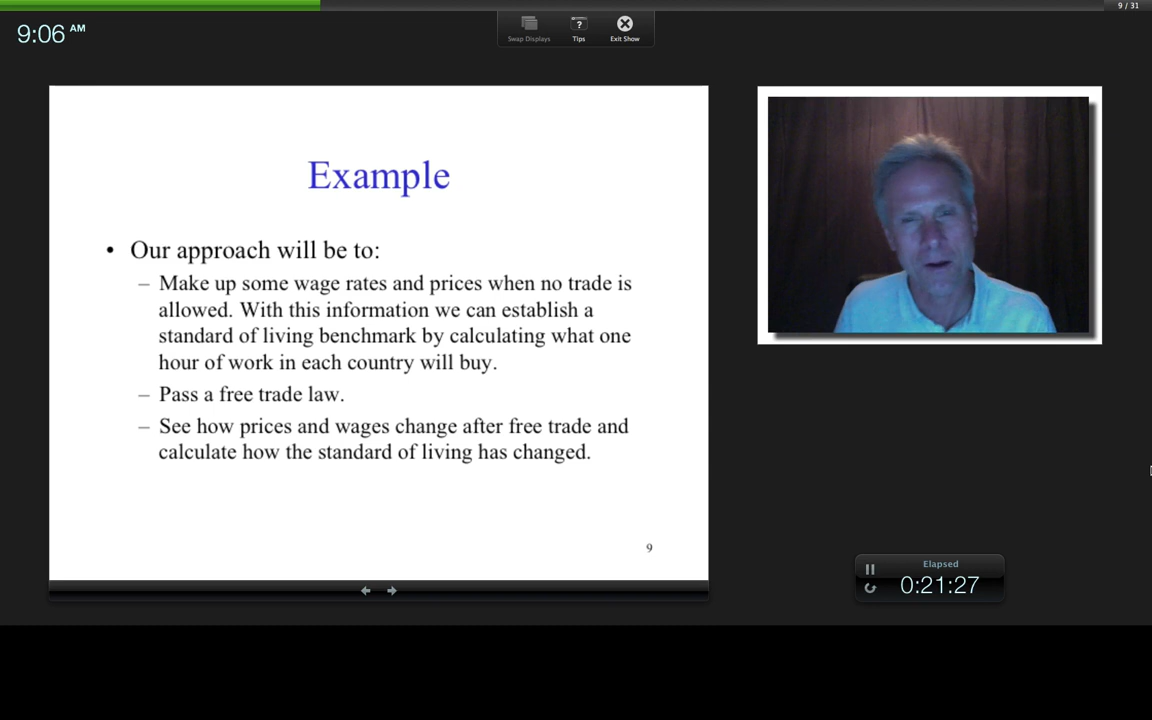 9 / 31
9:06 AM
Swap Displays
Tips
Exit Show
Example
• Our approach will be to:
– Make up some wage rates and prices when no trade is
allowed. With this information we can establish a
standard of living benchmark by calculating what one
hour of work in each country will buy.
– Pass a free trade law.
– See how prices and wages change after free trade and
calculate how the standard of living has changed.
9
Elapsed
0:21:27